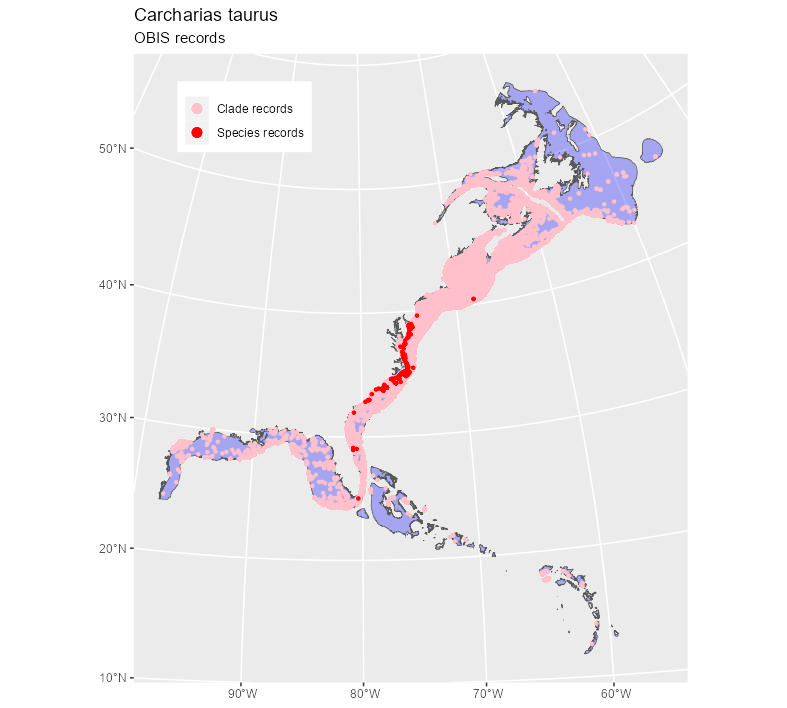 Carcharias taurus
OBIS records
Clade records
Species records
50°N
40°N
30°N
20°N
10°N
90°W
80°W
70°W
60°W